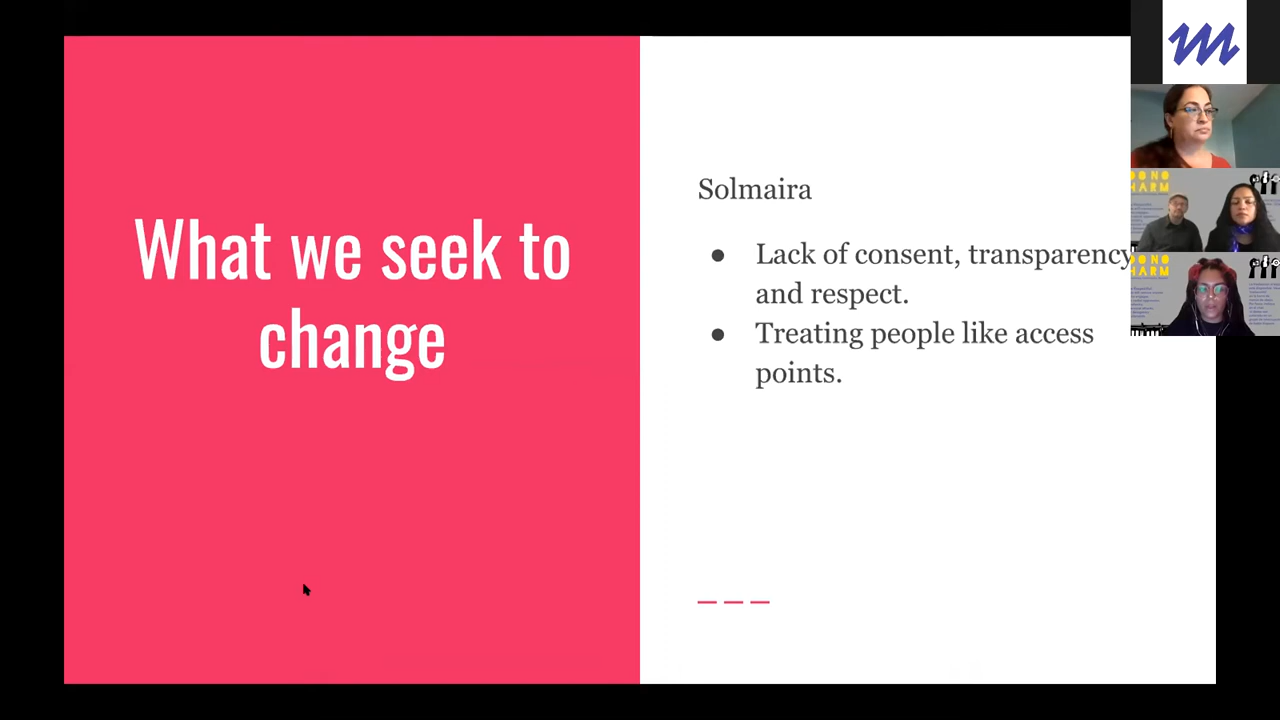 What we seek to
change
Solmaira
● Lack of consent, transparency
and respect.
● Treating people like access
points.